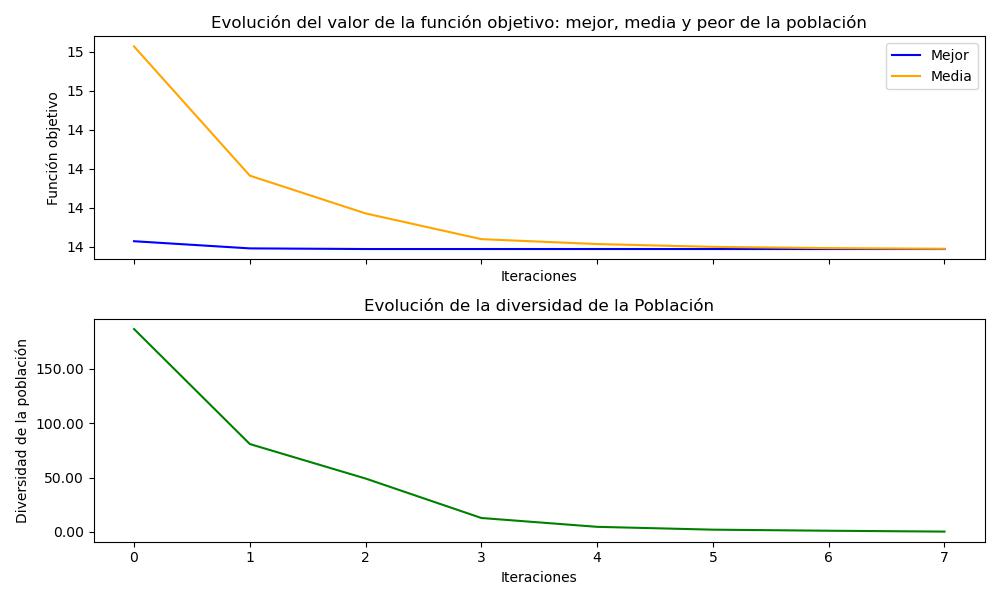 Evolución del valor de la función objetivo: mejor, media y peor de la población
Función objetivo
15
15
14
14
14
14
Mejor
Media
Iteraciones
Evolución de la diversidad de la Población
Diversidad de la población
150.00
100.00
50.00
0.00
0 1 2 3 4 5 6 7
Iteraciones